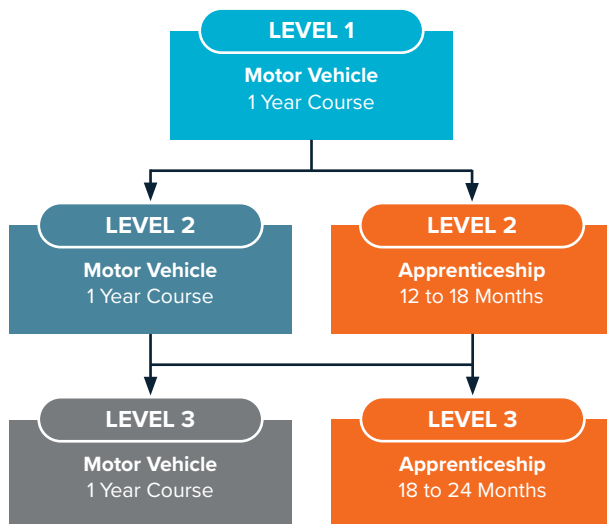 LEVEL 1
Motor Vehicle
1 Year Course
LEVEL 2
Motor Vehicle
1 Year Course
LEVEL 2
Apprenticeship
12 to 18 Months
LEVEL 3
Motor Vehicle
1 Year Course
LEVEL 3
Apprenticeship
18 to 24 Months